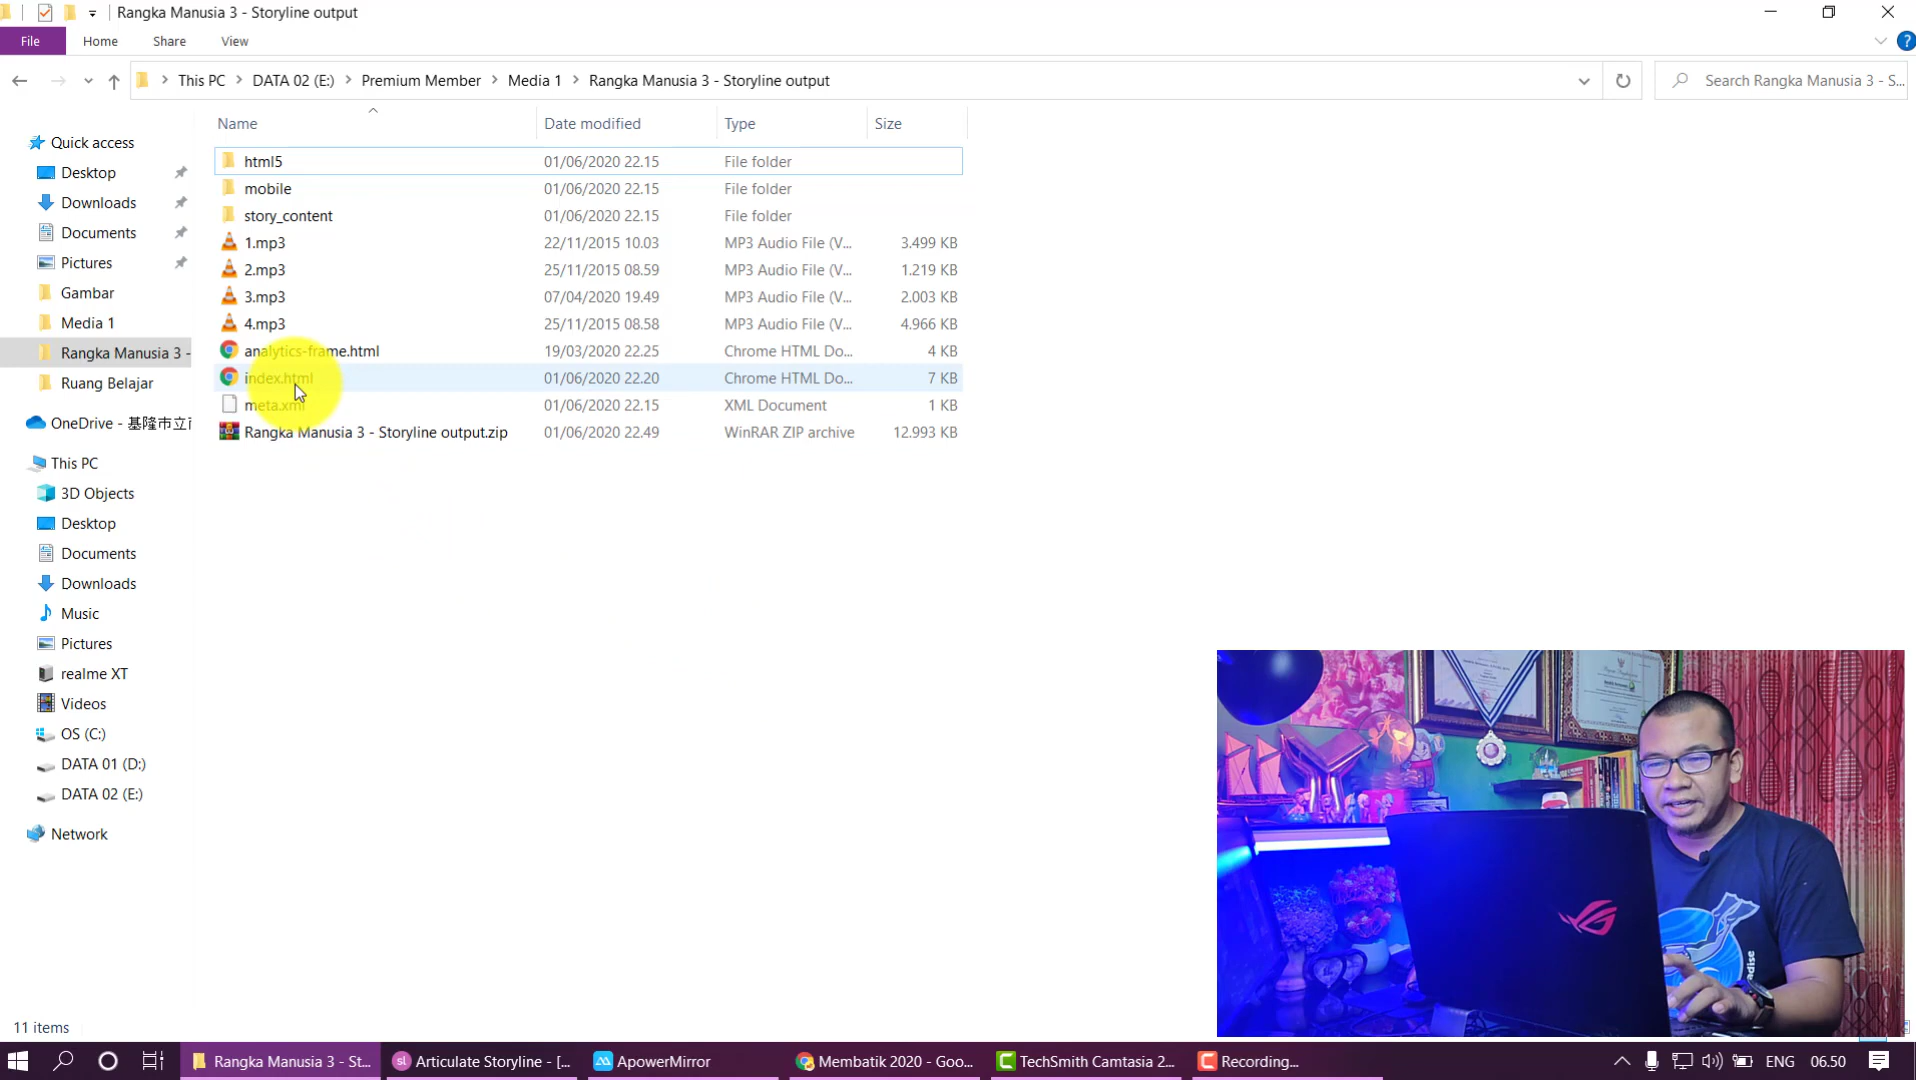 Rangka Manusia 3 - Storyline output
File Home Share View
This PC DATA 02 (E:) Premium Member Media 1 Rangka Manusia 3 - Storyline output
Search Rangka Manusia 3 - S...
Name Date modified Type Size
html5 01/06/2020 22.15 File folder
mobile 01/06/2020 22.15 File folder
story_content 01/06/2020 22.15 File folder
1.mp3 22/11/2015 10.03 MP3 Audio File (V... 3.499 KB
2.mp3 25/11/2015 08.59 MP3 Audio File (V... 1.219 KB
3.mp3 07/04/2020 19.49 MP3 Audio File (V... 2.003 KB
4.mp3 25/11/2015 08.58 MP3 Audio File (V... 4.966 KB
analytics-frame.html 19/03/2020 22.25 Chrome HTML Do... 4 KB
index.html 01/06/2020 22.20 Chrome HTML Do... 7 KB
meta.xml 01/06/2020 22.15 XML Document 1 KB
Rangka Manusia 3 - Storyline output.zip 01/06/2020 22.49 WinRAR ZIP archive 12.993 KB
Quick access
Desktop
Downloads
Documents
Pictures
Gambar
Media 1
Rangka Manusia 3 -
Ruang Belajar
OneDrive - 基隆市立
This PC
3D Objects
Desktop
Documents
Downloads
Music
Pictures
realme XT
Videos
OS (C:)
DATA 01 (D:)
DATA 02 (E:)
Network
11 items
Rangka Manusia 3 - St... Articulate Storyline - [... ApowerMirror Membatik 2020 - Goo... TechSmith Camtasia 2... Recording... ENG 06.50